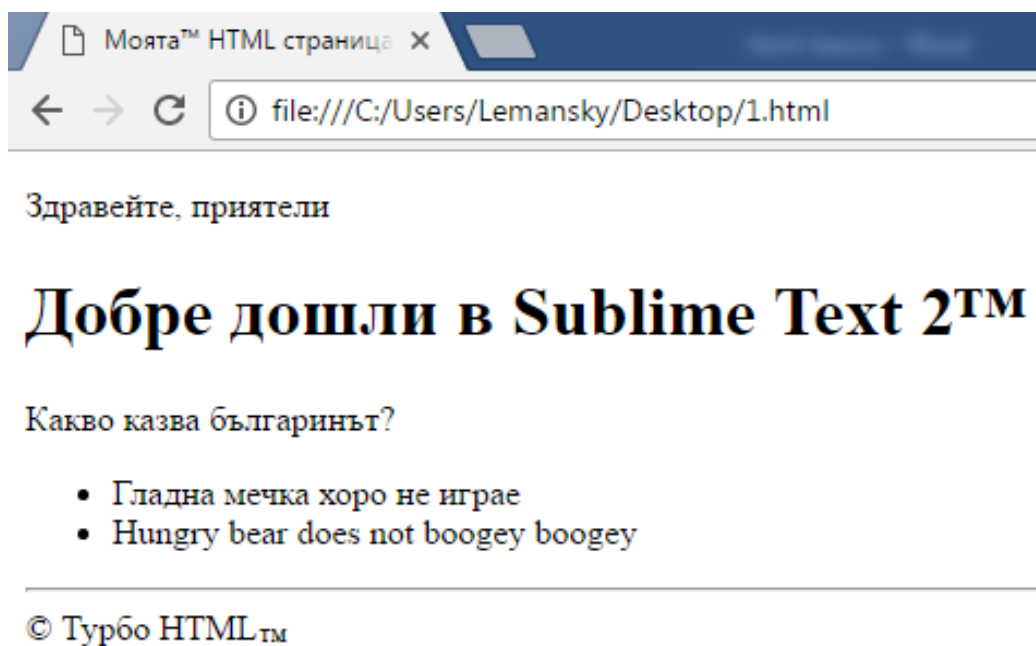 Моята™ HTML страница
file:///C:/Users/Lemansky/Desktop/1.html
Здравейте, приятели
Добре дошли в Sublime Text 2™
Какво казва българинът?
• Гладна мечка хоро не играе
• Hungry bear does not boogey boogey
© Турбо HTML™